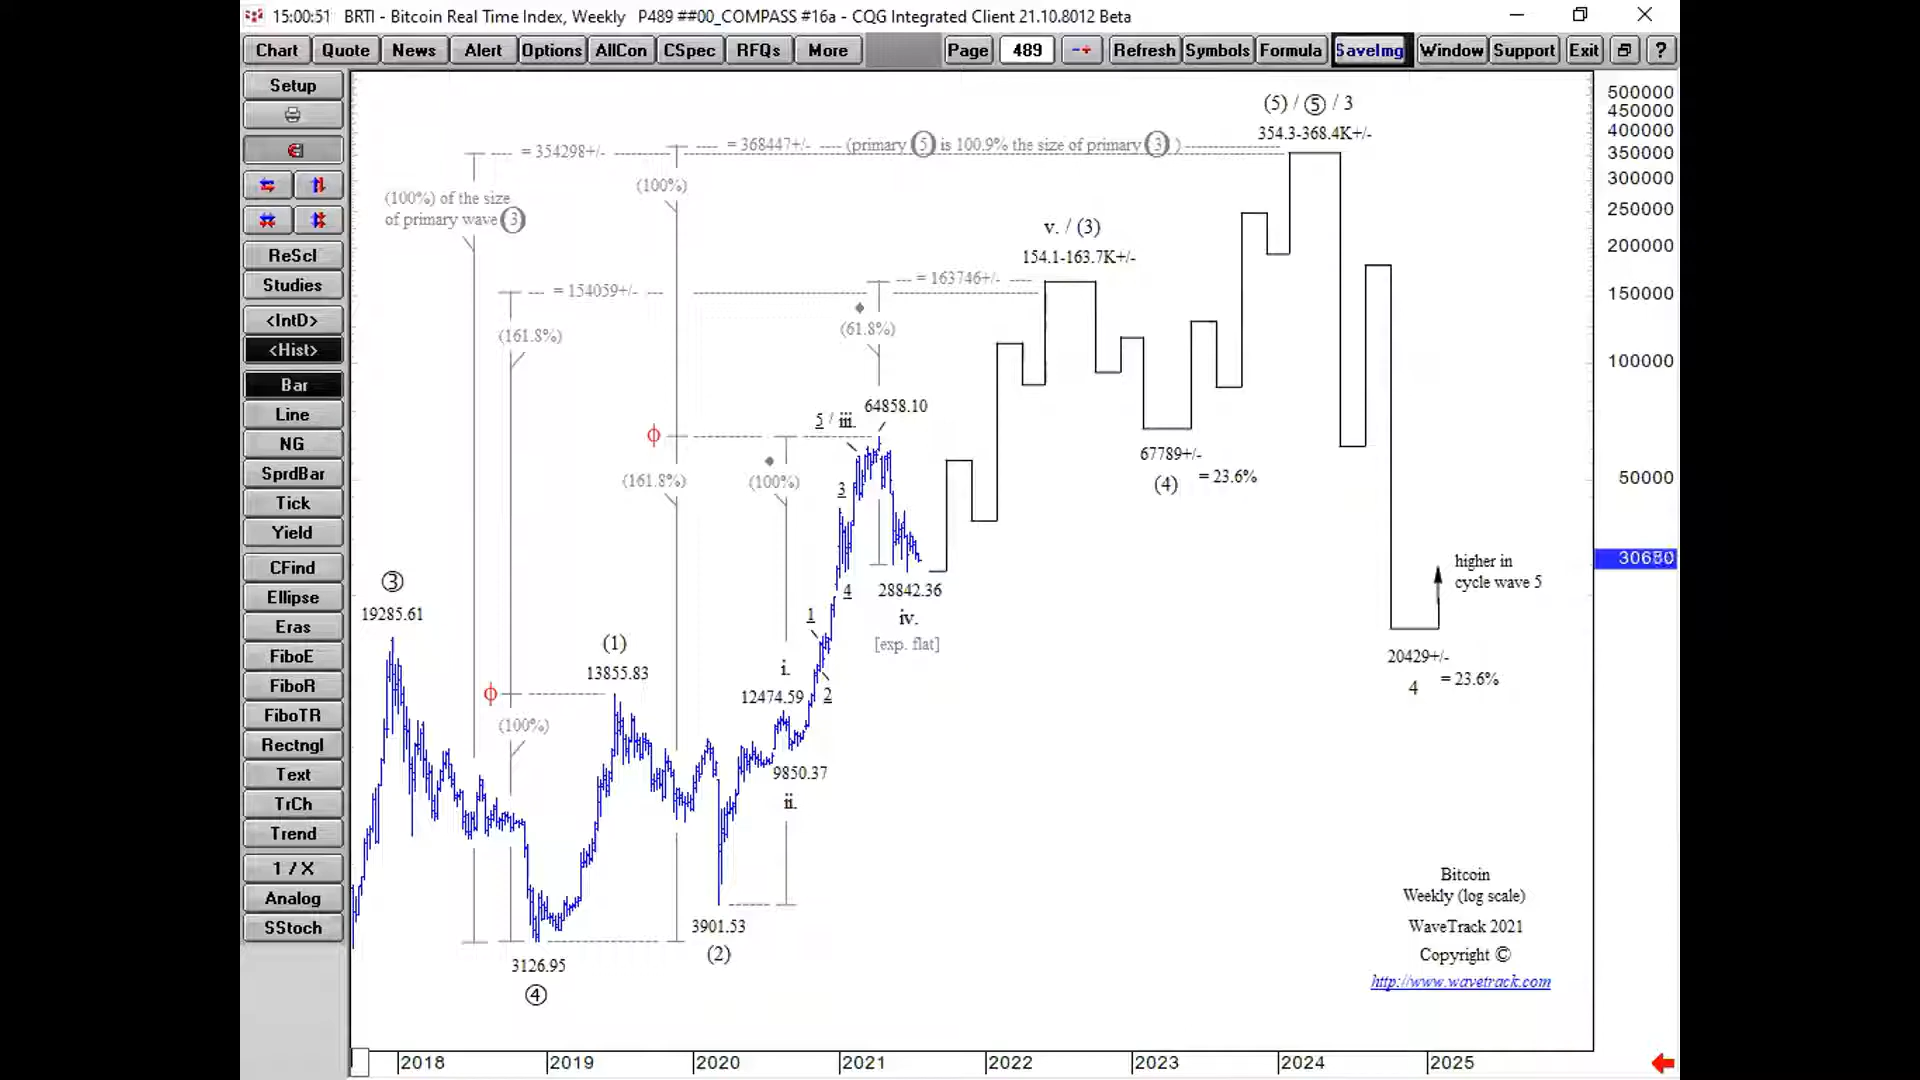 15:00:51 BRTI - Bitcoin Real Time Index, Weekly P489 ##00_COMPASS #16a - CQG Integrated Client 21.10.8012 Beta
Chart Quote News Alert Options AllCon CSpec RFQs More Page 489 Refresh Symbols Formula SaveImg Window Support Exit ?
Setup
ReScl
Studies
<IntD>
<Hist>
Bar
Line
NG
SprdBar
Tick
Yield
CFind
Ellipse
Eras
FiboE
FiboR
FiboTR
Rectngl
Text
TrCh
Trend
1 / X
Analog
SStoch
(5) / ⑤ / 3
354.3-368.4K+/-
= 354298+/-
= 368447+/-
(primary ⑤ is 100.9% the size of primary ③ )
(100%) of the size
of primary wave ③
(100%)
v. / (3)
154.1-163.7K+/-
= 154059+/-
= 163746+/-
(161.8%)
(61.8%)
64858.10
5 / iii.
ϕ
(161.8%)
(100%)
3
67789+/-
(4)
= 23.6%
③
19285.61
28842.36
iv.
[exp. flat]
4
1
higher in
cycle wave 5
(1)
13855.83
i.
12474.59
2
20429+/-
4
= 23.6%
ϕ
(100%)
9850.37
ii.
3901.53
(2)
3126.95
④
Bitcoin
Weekly (log scale)
WaveTrack 2021
Copyright ©
http://www.wavetrack.com
500000
450000
400000
350000
300000
250000
200000
150000
100000
50000
2018 2019 2020 2021 2022 2023 2024 2025